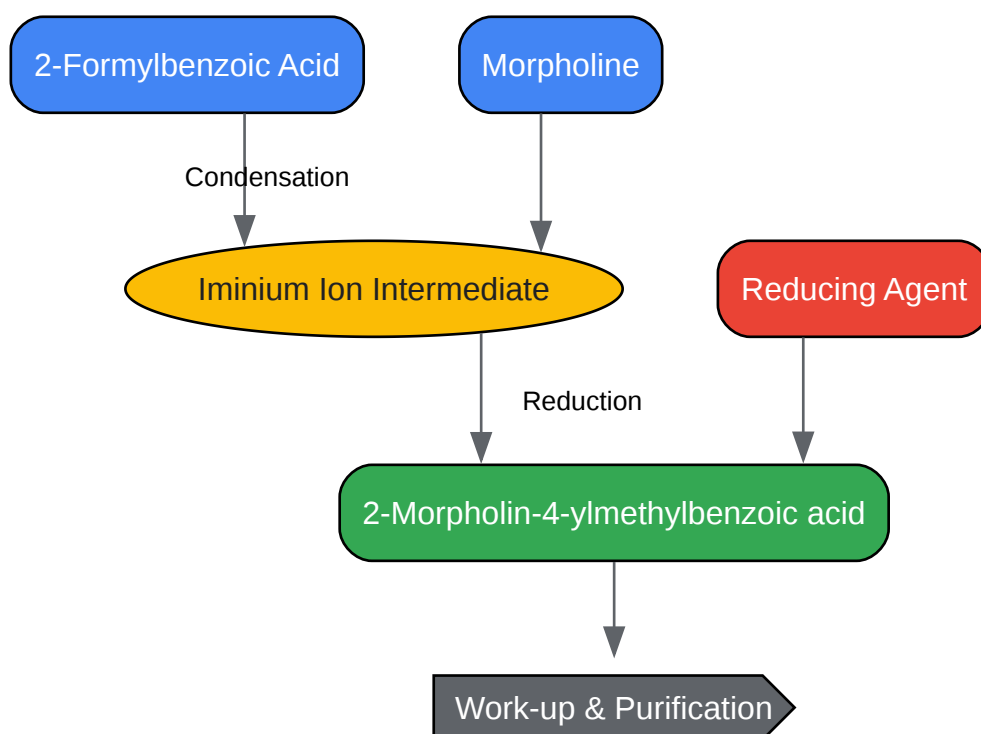 2-Formylbenzoic Acid
Morpholine
Condensation
Iminium Ion Intermediate
Reducing Agent
Reduction
2-Morpholin-4-ylmethylbenzoic acid
Work-up & Purification